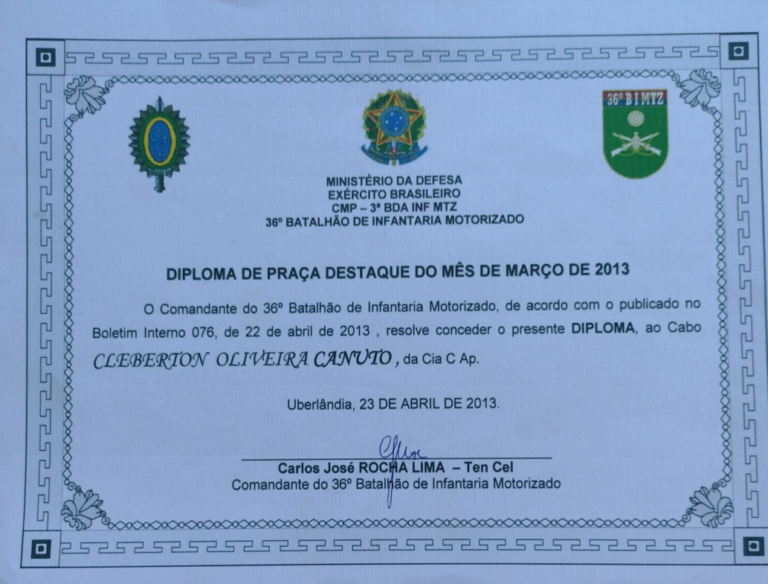 36º B I MTZ
MINISTÉRIO DA DEFESA
EXÉRCITO BRASILEIRO
CMP – 3ª BDA INF MTZ
36º BATALHÃO DE INFANTARIA MOTORIZADO
DIPLOMA DE PRAÇA DESTAQUE DO MÊS DE MARÇO DE 2013
O Comandante do 36º Batalhão de Infantaria Motorizado, de acordo com o publicado no
Boletim Interno 076, de 22 de abril de 2013 , resolve conceder o presente DIPLOMA, ao Cabo
CLEBERTON OLIVEIRA CANUTO , da Cia C Ap.
Uberlândia, 23 DE ABRIL DE 2013.
Carlos José ROCHA LIMA – Ten Cel
Comandante do 36º Batalhão de Infantaria Motorizado